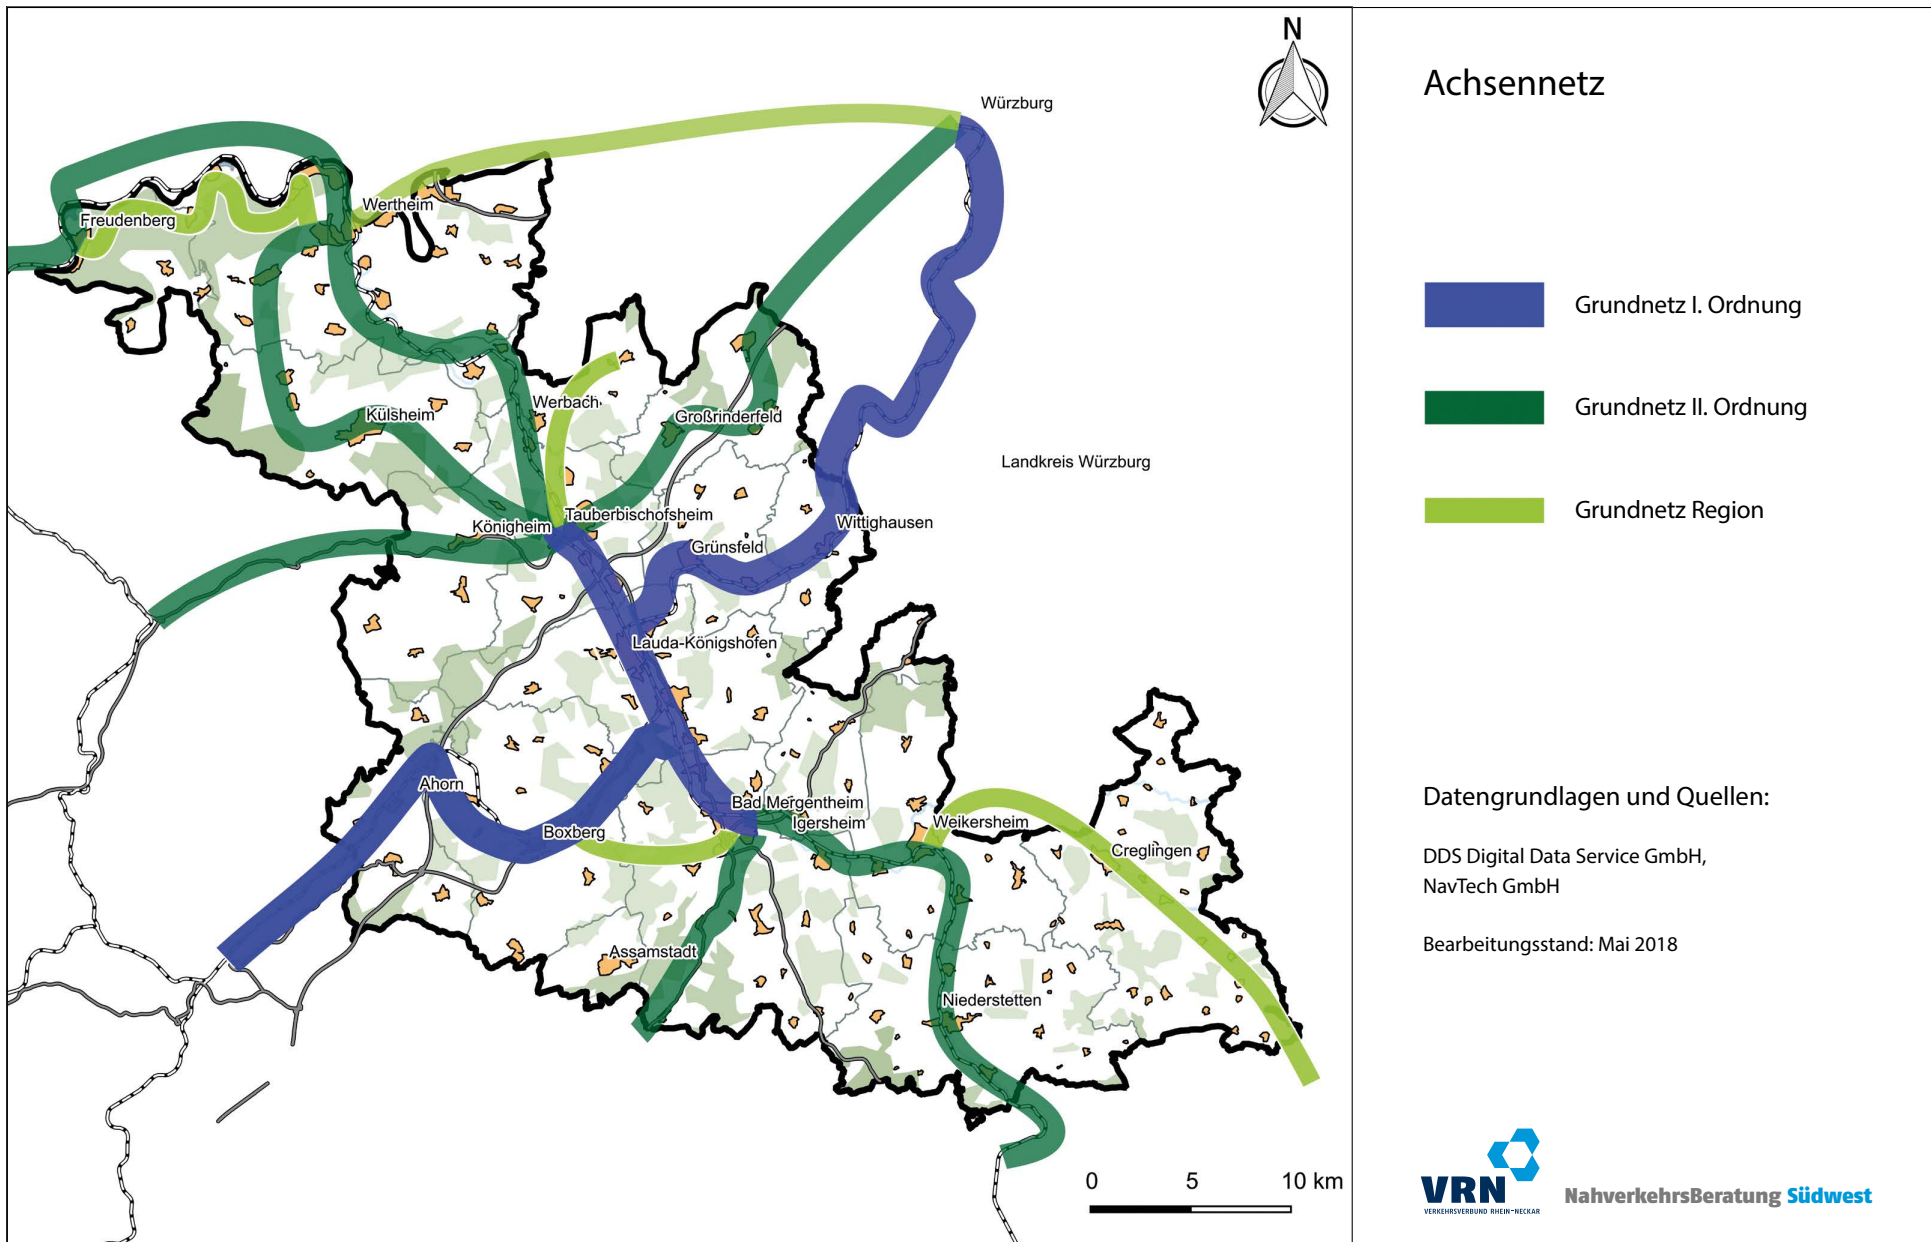 N
Würzburg
Achsennetz
Wertheim
Freudenberg
Grundnetz I. Ordnung
Werbach
Külsheim
Großrinderfeld
Grundnetz II. Ordnung
Landkreis Würzburg
Tauberbischofsheim
Königheim
Wittighausen
Grundnetz Region
Grünsfeld
Lauda-Königshofen
Ahorn
Bad Mergentheim
Igersheim
Boxberg
Weikersheim
Creglingen
Assamstadt
Niederstetten
Datengrundlagen und Quellen:
DDS Digital Data Service GmbH,
NavTech GmbH
Bearbeitungsstand: Mai 2018
0 5 10 km
VRN
VERKEHRSVERBUND RHEIN-NECKAR
NahverkehrsBeratung Südwest